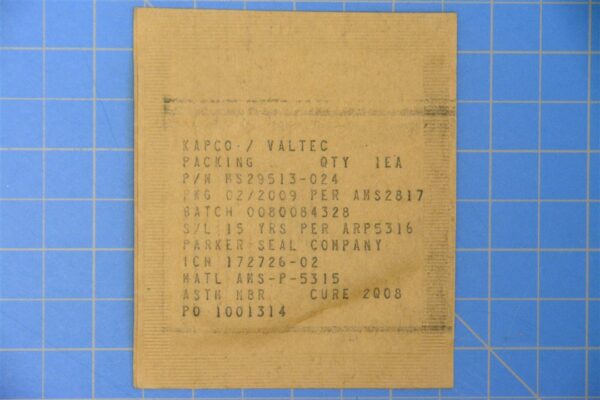 KAPCO / VALTEC
PACKING QTY 1EA
P/N MS29513-024
PKG 02/2009 PER AMS2817
BATCH 0080084328
S/L 15 YRS PER ARP5316
PARKER SEAL COMPANY
ICN 172726-02
MATL AMS-P-5315
ASTM NBR CURE 2Q08
PO 1001314